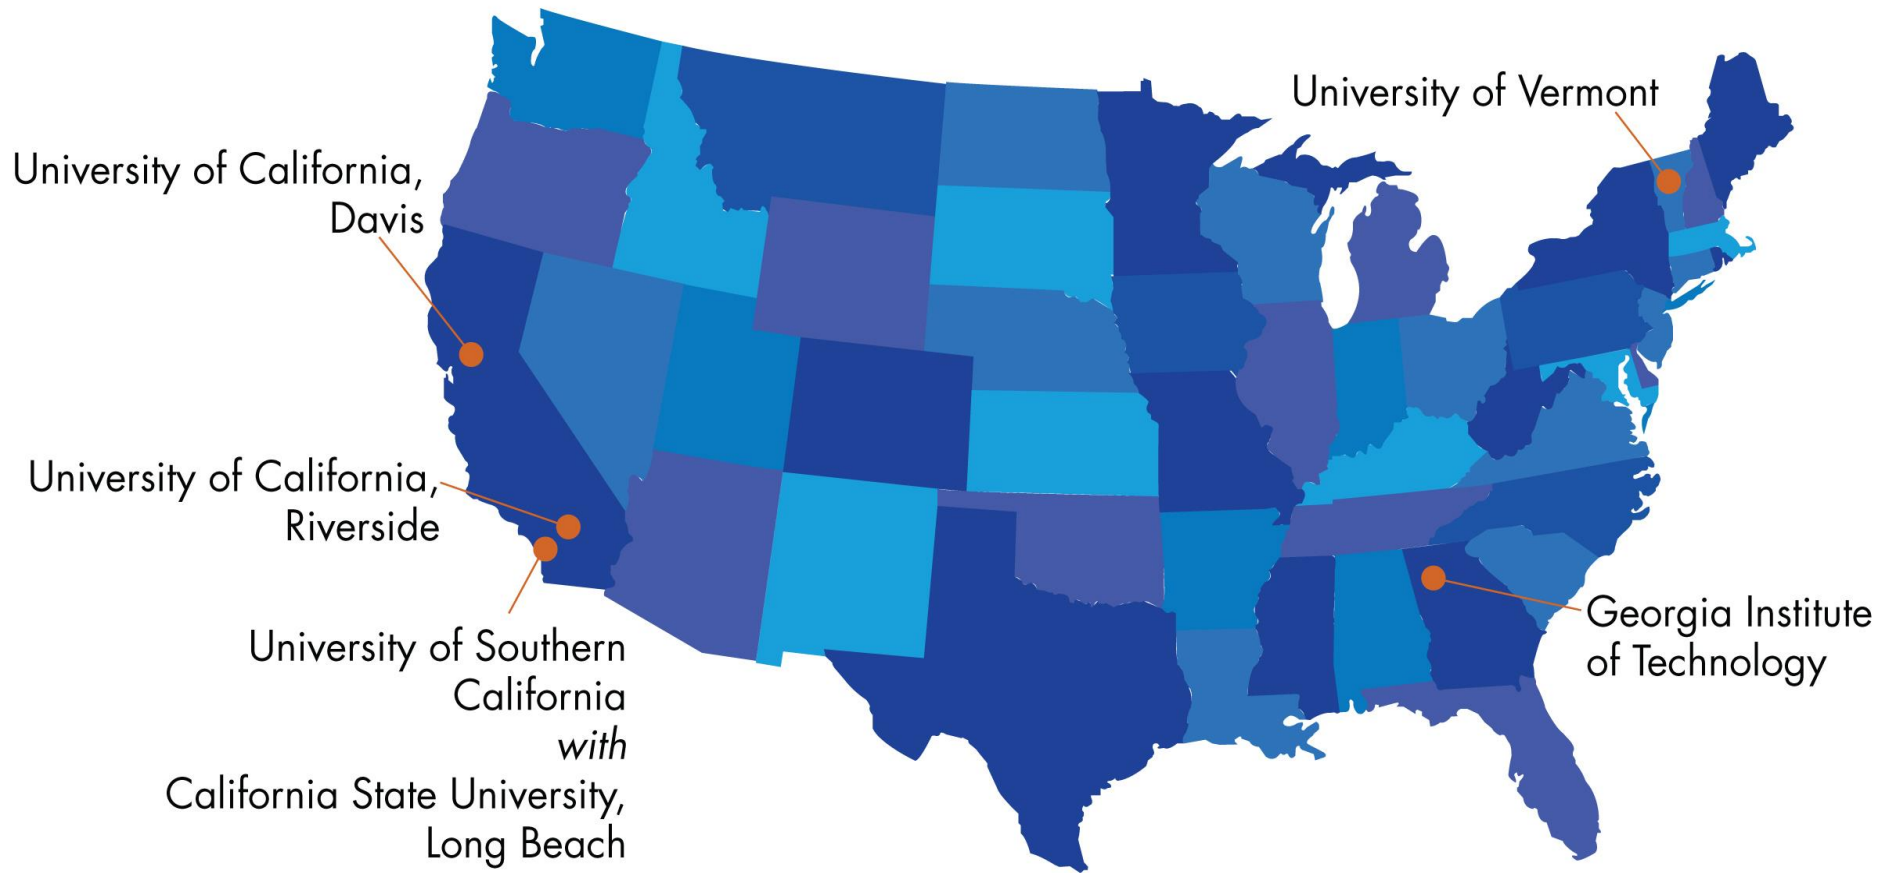 University of Vermont
University of California,
Davis
University of California,
Riverside
University of Southern
California
with
California State University,
Long Beach
Georgia Institute
of Technology